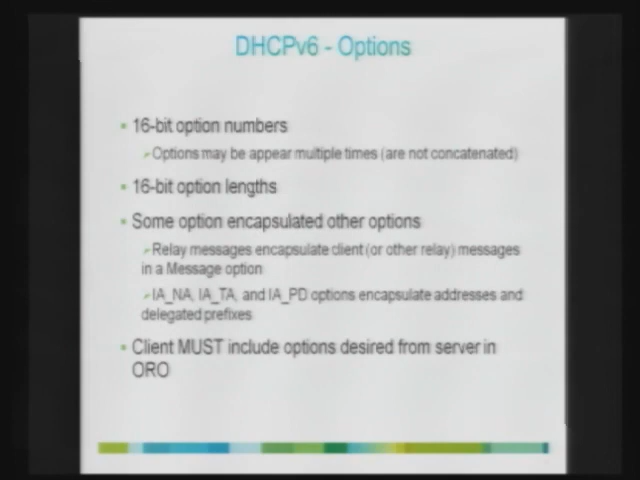 DHCPv6 - Options
16-bit option numbers
Options may be appear multiple times (are not concatenated)
16-bit option lengths
Some option encapsulated other options
Relay messages encapsulate client (or other relay) messages
in a Message option
IA_NA, IA_TA, and IA_PD options encapsulate addresses and
delegated prefixes
Client MUST include options desired from server in
ORO